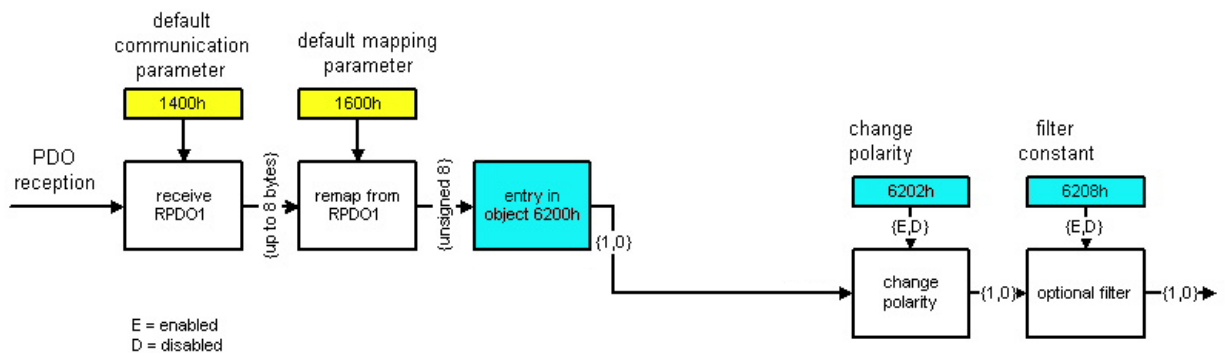 default
communication
parameter
default mapping
parameter
1400h
1600h
change
polarity
filter
constant
PDO
reception
receive
RPDO1
{up to 8 bytes}
remap from
RPDO1
{unsigned 8}
entry in
object 6200h
{1,0}
6202h
6208h
{E,D}
{E,D}
change
polarity
{1,0}
optional filter
{1,0}
E = enabled
D = disabled